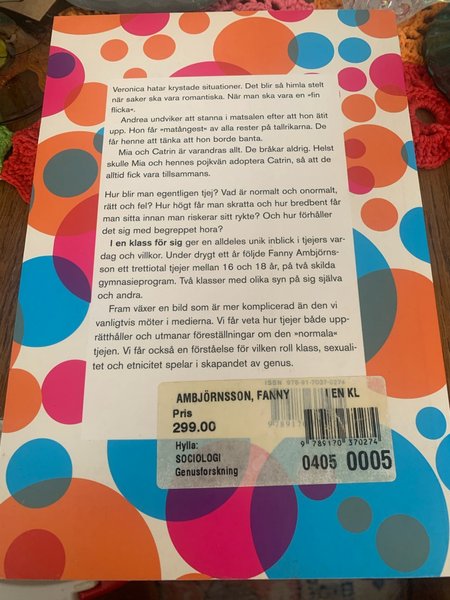 Veronica hatar krystade situationer. Det blir så himla stelt
när saker ska vara romantiska. När man ska vara en »fin
flicka«.
Andrea undviker att stanna i matsalen efter att hon ätit
upp. Hon får »matångest« av alla rester på tallrikarna. De
får henne att tänka att hon borde banta.
Mia och Catrin är varandras allt. De bråkar aldrig. Helst
skulle Mia och hennes pojkvän adoptera Catrin, så att de
alltid fick vara tillsammans.
Hur blir man egentligen tjej? Vad är normalt och onormalt,
rätt och fel? Hur högt får man skratta och hur bredbent får
man sitta innan man riskerar sitt rykte? Och hur förhåller
det sig med begreppet hora?
I en klass för sig ger en alldeles unik inblick i tjejers var-
dag och villkor. Under drygt ett år följde Fanny Ambjörns-
son ett trettiotal tjejer mellan 16 och 18 år, på två skilda
gymnasieprogram. Två klasser med olika syn på sig själva
och andra.
Fram växer en bild som är mer komplicerad än den vi
vanligtvis möter i medierna. Vi får veta hur tjejer både upp-
rätthåller och utmanar föreställningar om den »normala«
tjejen. Vi får också en förståelse för vilken roll klass, sexuali-
tet och etnicitet spelar i skapandet av genus.
ISBN 978-91-7037-0274
AMBJÖRNSSON, FANNY I EN KL
Pris
299.00
9 789170 370274
Hylla:
SOCIOLOGI
Genusforskning
0405 0005